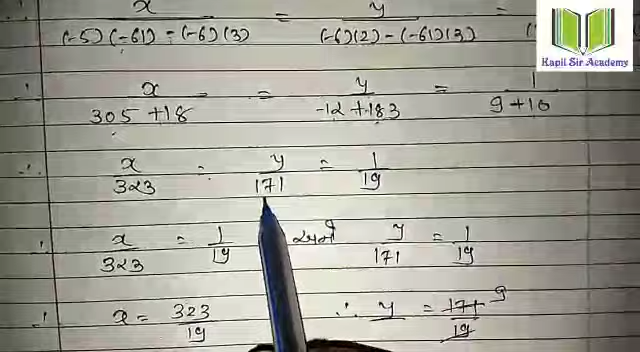 ∴ x / (-5)(-61) - (-6)(3) = y / (-6)(2) - (-61)(3) =
Kapil Sir Academy
∴ x / 305 + 18 = y / -12 + 183 = 1 / 9 + 10
∴ x / 323 = y / 171 = 1 / 19
∴ x / 323 = 1 / 19 અને y / 171 = 1 / 19
∴ x = 323 / 19 ∴ y = 171 / 19 9